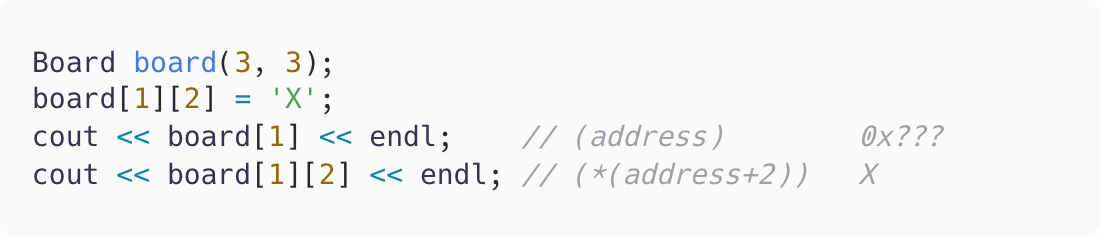 Board board(3, 3);
board[1][2] = 'X';
cout << board[1] << endl;    // (address)        0x???
cout << board[1][2] << endl; // (*(address+2))   X